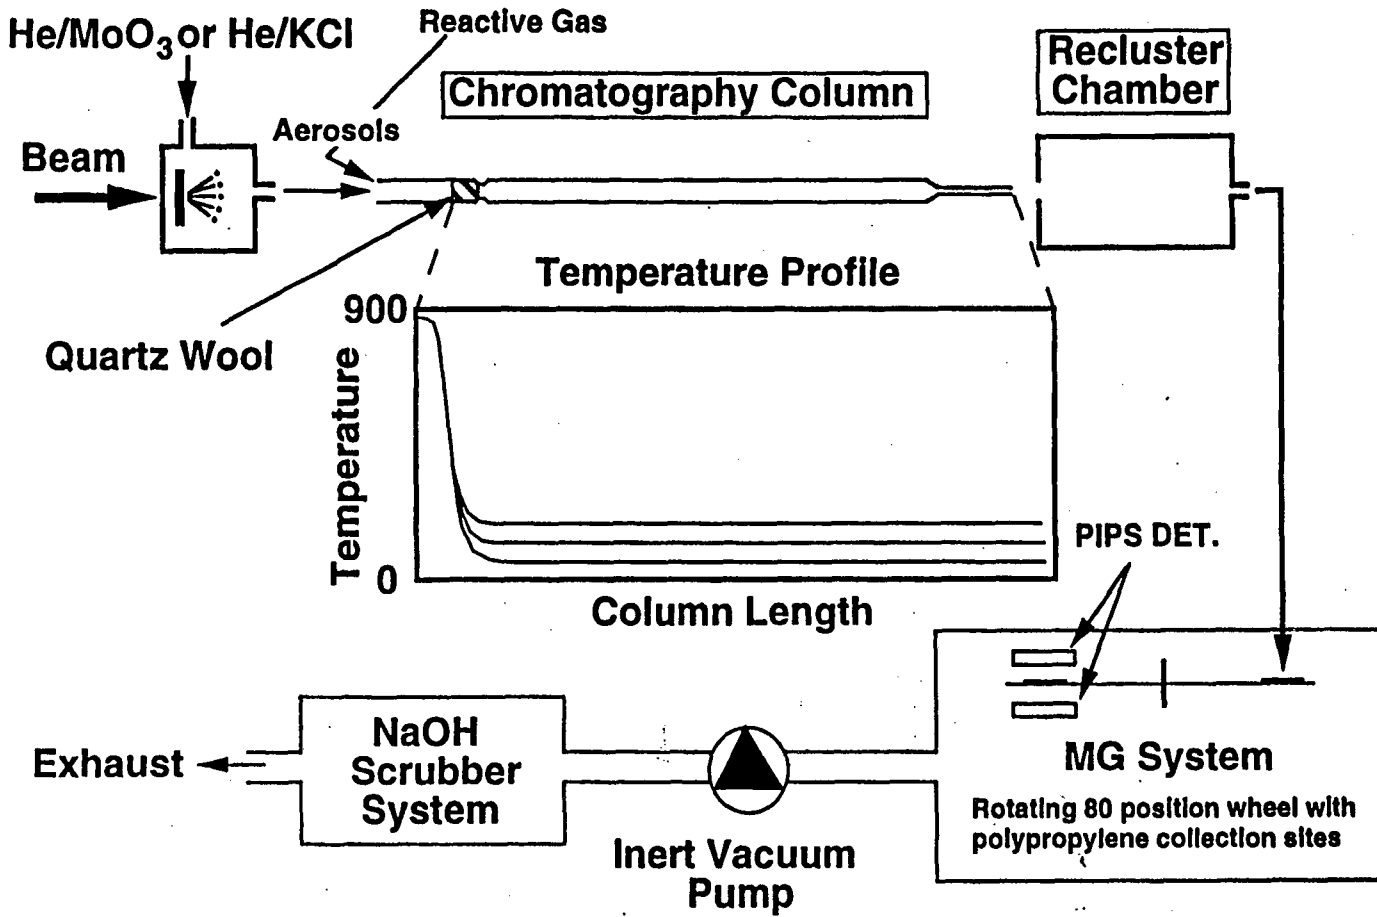 He/MoO3 or He/KCl
Reactive Gas
Recluster
Chamber
Chromatography Column
Aerosols
Beam
Temperature Profile
900
Quartz Wool
Temperature
0
PIPS DET.
Column Length
NaOH
Scrubber
System
Exhaust
MG System
Rotating 80 position wheel with
polypropylene collection sites
Inert Vacuum
Pump